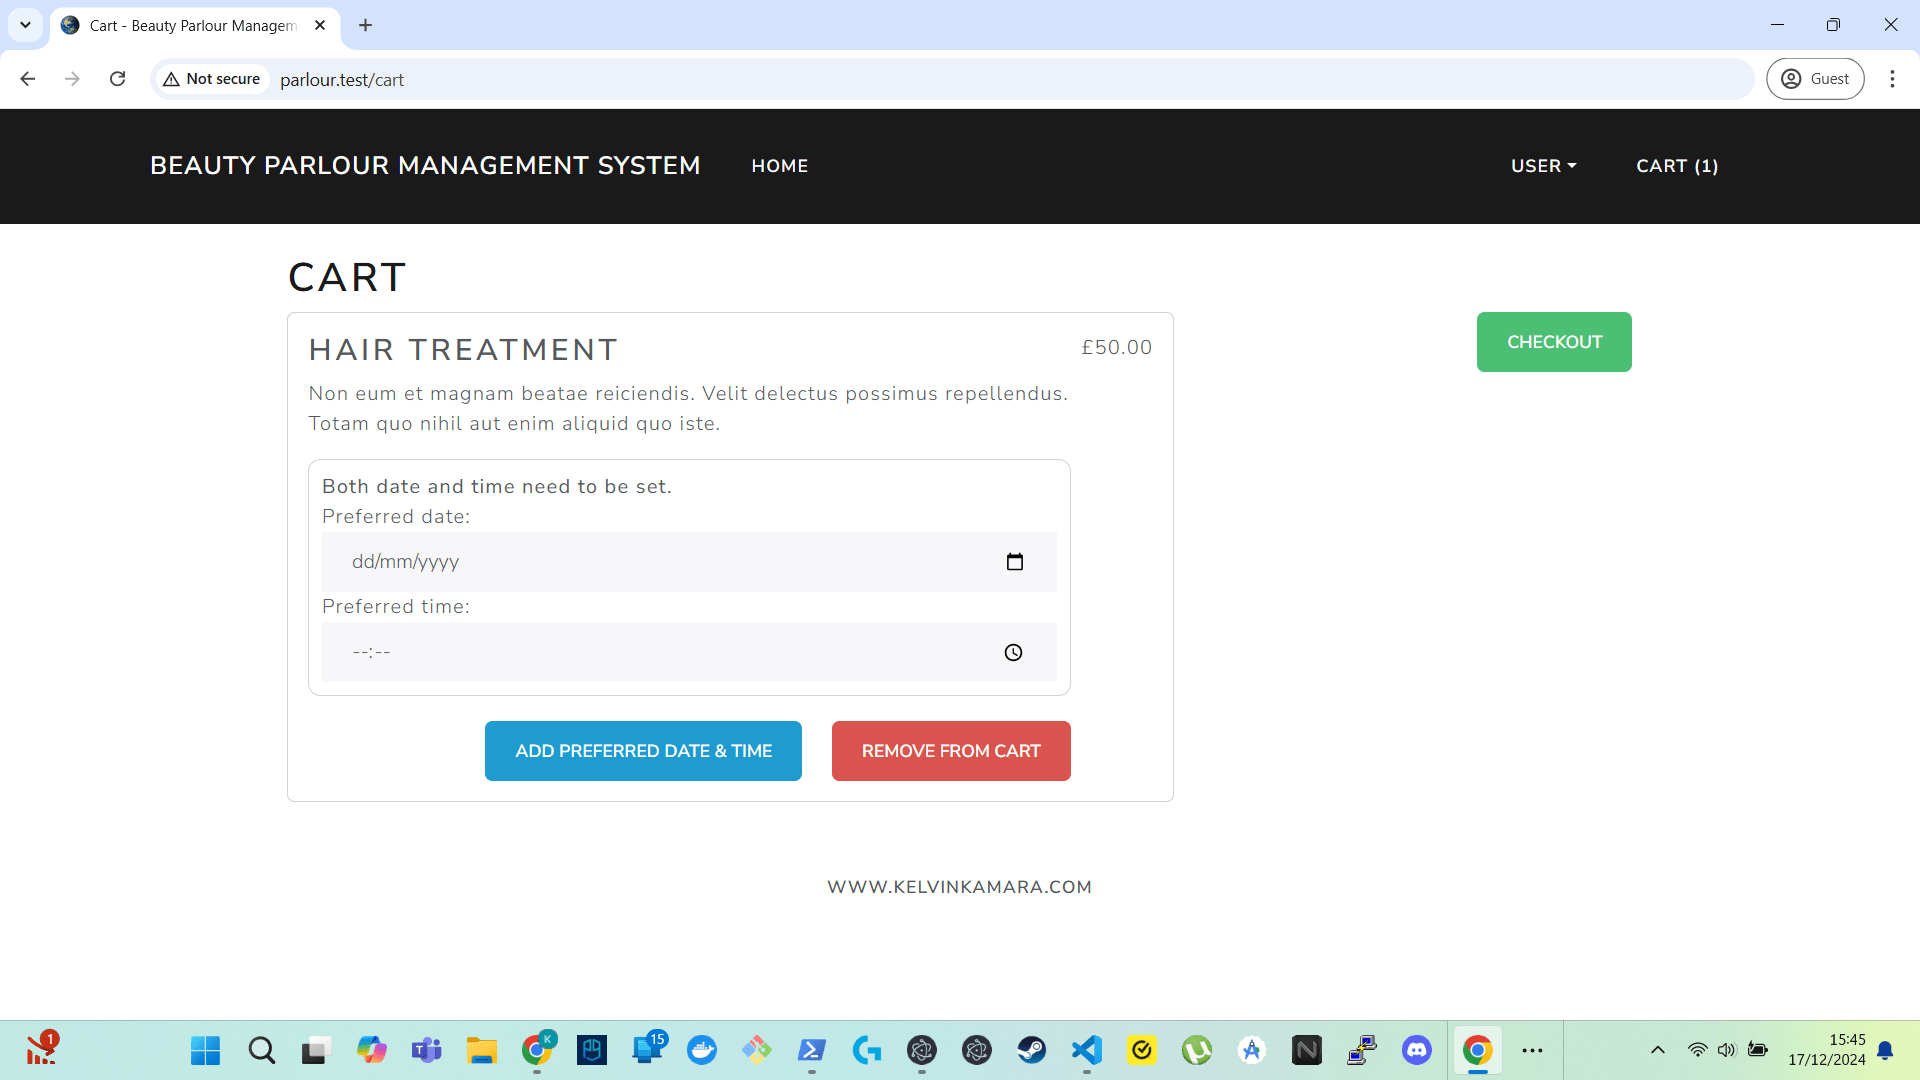 Cart - Beauty Parlour Managem
Not secure
parlour.test/cart
Guest
BEAUTY PARLOUR MANAGEMENT SYSTEM
HOME
USER
CART (1)
CART
HAIR TREATMENT
£50.00
CHECKOUT
Non eum et magnam beatae reiciendis. Velit delectus possimus repellendus.
Totam quo nihil aut enim aliquid quo iste.
Both date and time need to be set.
Preferred date:
dd/mm/yyyy
Preferred time:
--:--
ADD PREFERRED DATE & TIME
REMOVE FROM CART
WWW.KELVINKAMARA.COM
1
K
15
15:45
17/12/2024